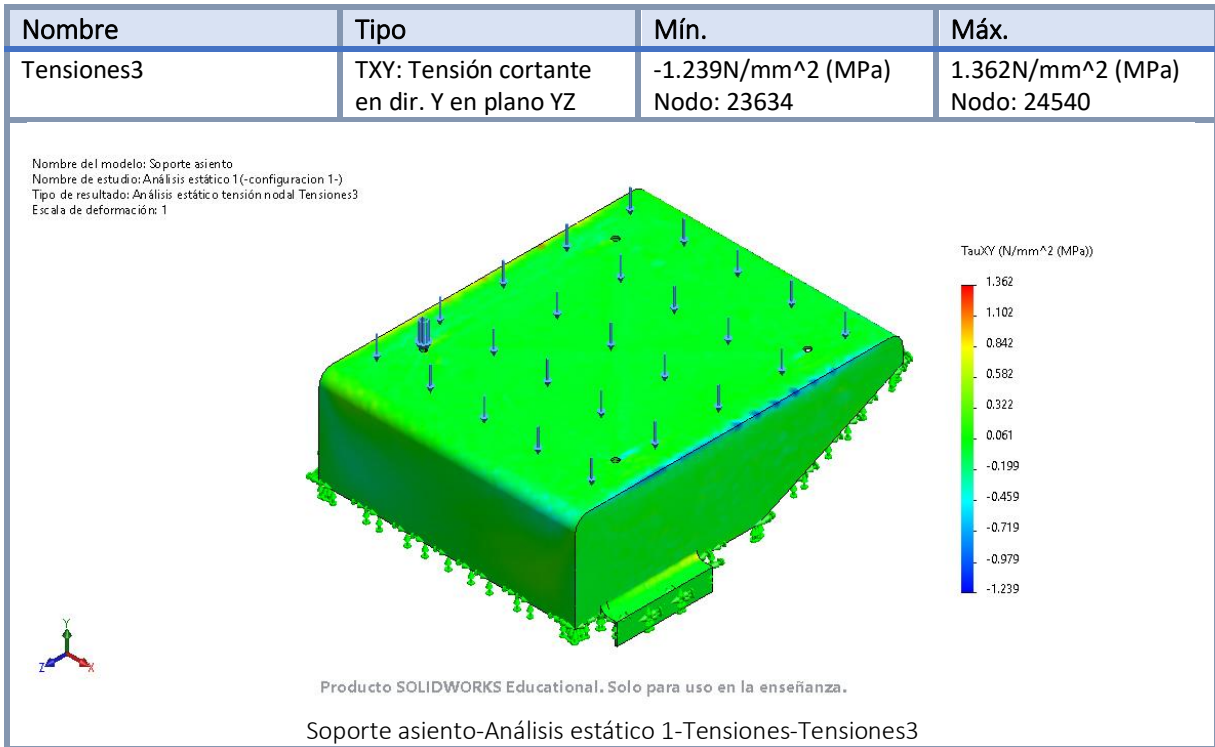 Nombre Tipo Mín. Máx.
Tensiones3 TXY: Tensión cortante -1.239N/mm^2 (MPa) 1.362N/mm^2 (MPa)
en dir. Y en plano YZ Nodo: 23634 Nodo: 24540
Nombre del modelo: Soporte asiento
Nombre de estudio: Análisis estático 1(-configuracion 1-)
Tipo de resultado: Análisis estático tensión nodal Tensiones3
Escala de deformación: 1
TauXY (N/mm^2 (MPa))
1.362
1.102
0.842
0.582
0.322
0.061
-0.199
-0.459
-0.719
-0.979
-1.239
Y
Z X
Producto SOLIDWORKS Educational. Solo para uso en la enseñanza.
Soporte asiento-Análisis estático 1-Tensiones-Tensiones3